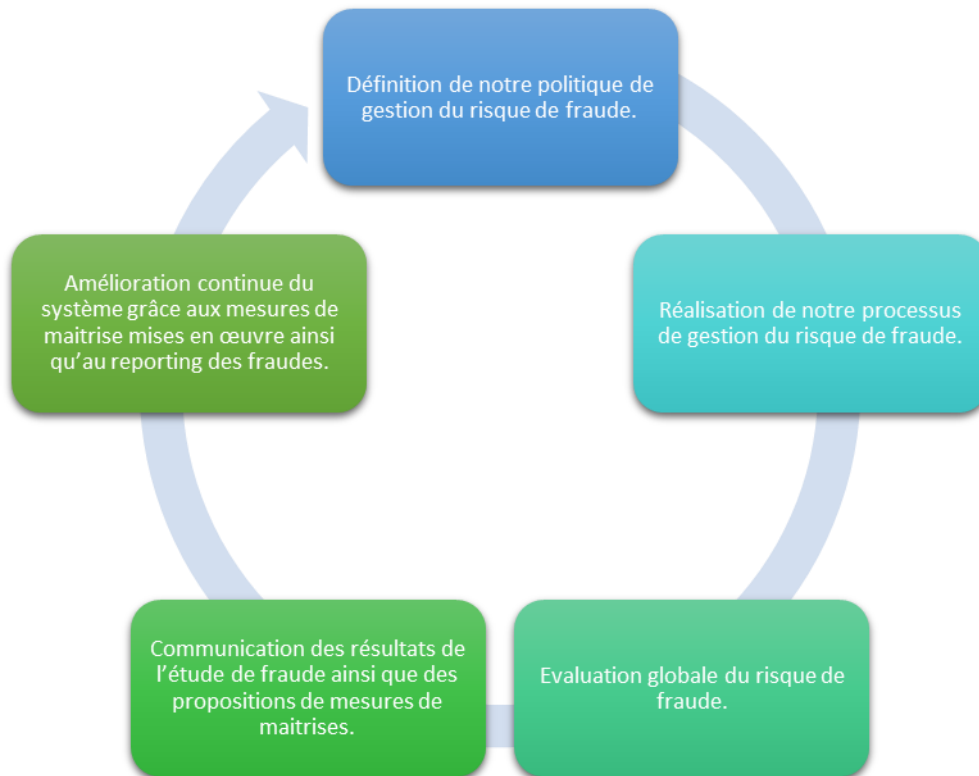 Définition de notre politique de
gestion du risque de fraude.
Réalisation de notre processus
de gestion du risque de fraude.
Evaluation globale du risque de
fraude.
Communication des résultats de
l’étude de fraude ainsi que des
propositions de mesures de
maitrises.
Amélioration continue du
système grâce aux mesures de
maitrise mises en œuvre ainsi
qu’au reporting des fraudes.